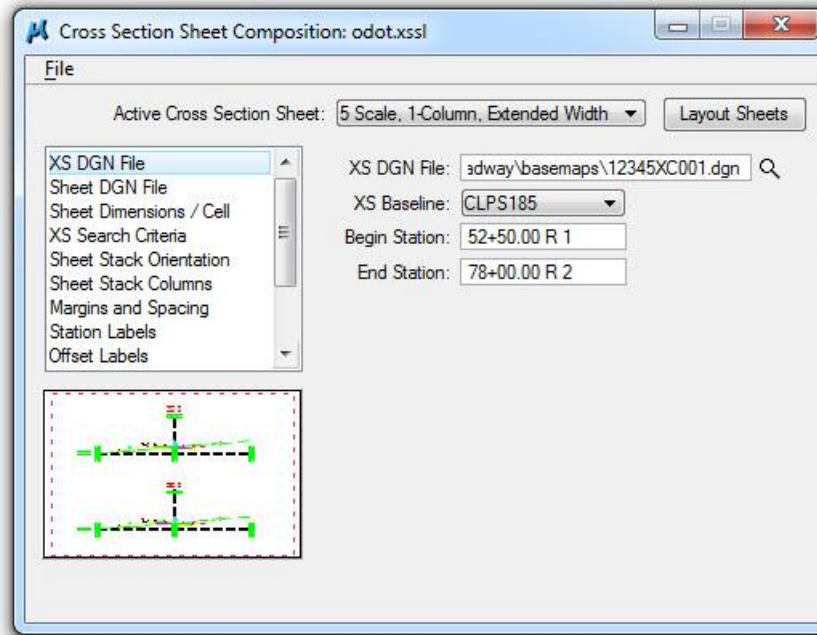 Cross Section Sheet Composition: odot.xssl
File
Active Cross Section Sheet: 5 Scale, 1-Column, Extended Width Layout Sheets
XS DGN File
Sheet DGN File
Sheet Dimensions / Cell
XS Search Criteria
Sheet Stack Orientation
Sheet Stack Columns
Margins and Spacing
Station Labels
Offset Labels
XS DGN File: adway\basemaps\12345XC001.dgn
XS Baseline: CLPS185
Begin Station: 52+50.00 R 1
End Station: 78+00.00 R 2